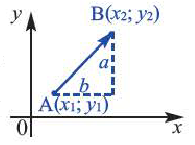 y
B(x₂; y₂)
a
b
A(x₁; y₁)
0
x